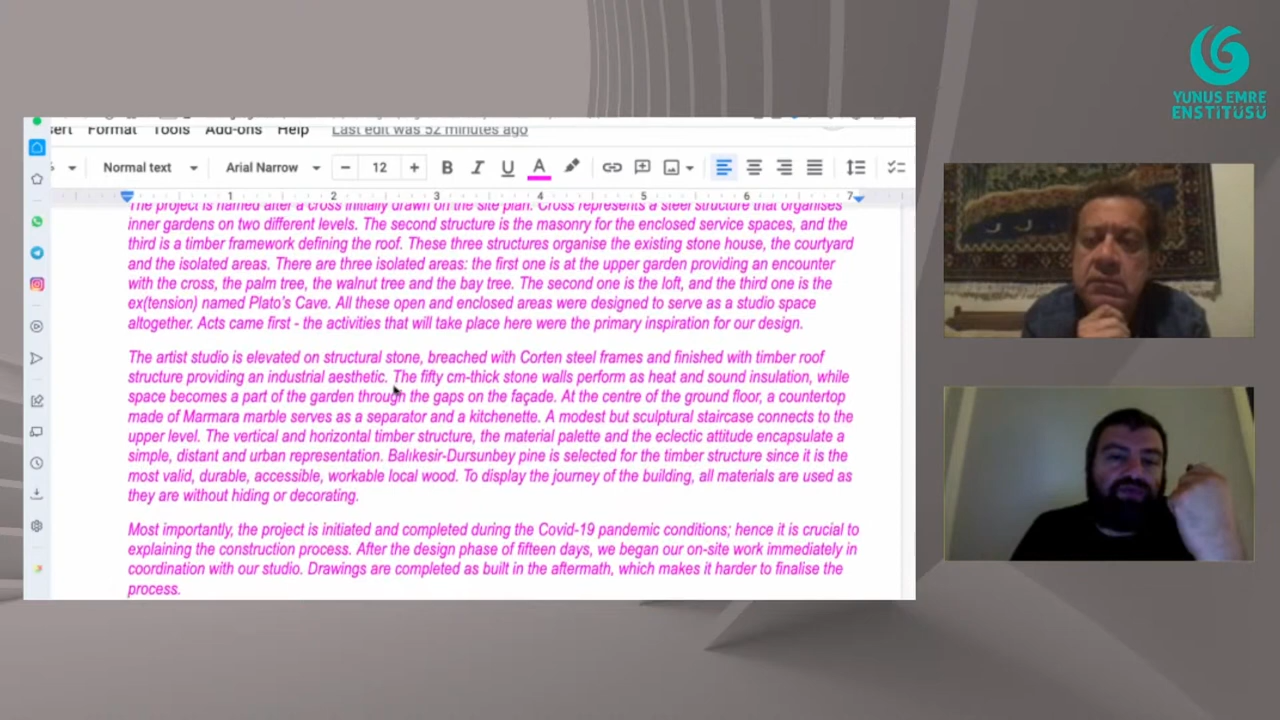 YUNUS EMRE
ENSTİTÜSÜ
Format Tools Add-ons Help Last edit was 52 minutes ago
Normal text Arial Narrow − 12 + B I U A
1 2 3 4 5 6 7
The project is named after a cross initially drawn on the site plan. Cross represents a steel structure that organises
inner gardens on two different levels. The second structure is the masonry for the enclosed service spaces, and the
third is a timber framework defining the roof. These three structures organise the existing stone house, the courtyard
and the isolated areas. There are three isolated areas: the first one is at the upper garden providing an encounter
with the cross, the palm tree, the walnut tree and the bay tree. The second one is the loft, and the third one is the
ex(tension) named Plato's Cave. All these open and enclosed areas were designed to serve as a studio space
altogether. Acts came first - the activities that will take place here were the primary inspiration for our design.
The artist studio is elevated on structural stone, breached with Corten steel frames and finished with timber roof
structure providing an industrial aesthetic. The fifty cm-thick stone walls perform as heat and sound insulation, while
space becomes a part of the garden through the gaps on the façade. At the centre of the ground floor, a countertop
made of Marmara marble serves as a separator and a kitchenette. A modest but sculptural staircase connects to the
upper level. The vertical and horizontal timber structure, the material palette and the eclectic attitude encapsulate a
simple, distant and urban representation. Balıkesir-Dursunbey pine is selected for the timber structure since it is the
most valid, durable, accessible, workable local wood. To display the journey of the building, all materials are used as
they are without hiding or decorating.
Most importantly, the project is initiated and completed during the Covid-19 pandemic conditions; hence it is crucial to
explaining the construction process. After the design phase of fifteen days, we began our on-site work immediately in
coordination with our studio. Drawings are completed as built in the aftermath, which makes it harder to finalise the
process.